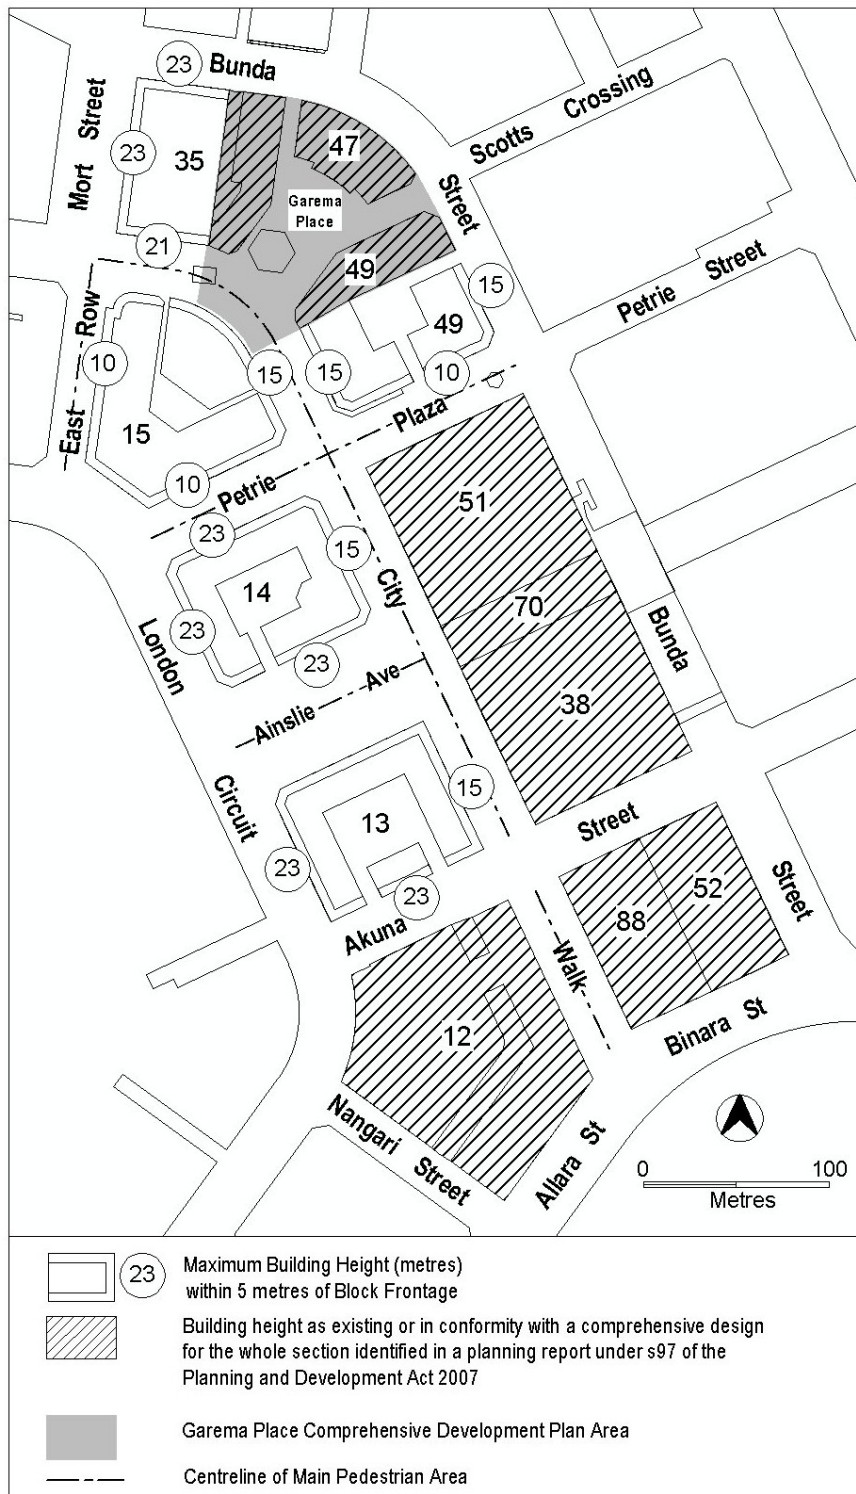 23
Bunda
Mort Street
23
35
47
Scotts Crossing
Garema
Place
Street
21
49
Petrie Street
15
East Row
49
10
15
15
10
15
Plaza
10
Petrie
51
23
15
City
14
70
Bunda
London
23
23
Ainslie Ave
38
Circuit
15
13
Street
23
Street
52
23
88
Akuna
Walk
Binara St
12
Nangari Street
Allara St
0 100
Metres
23
Maximum Building Height (metres)
within 5 metres of Block Frontage
Building height as existing or in conformity with a comprehensive design
for the whole section identified in a planning report under s97 of the
Planning and Development Act 2007
Garema Place Comprehensive Development Plan Area
Centreline of Main Pedestrian Area